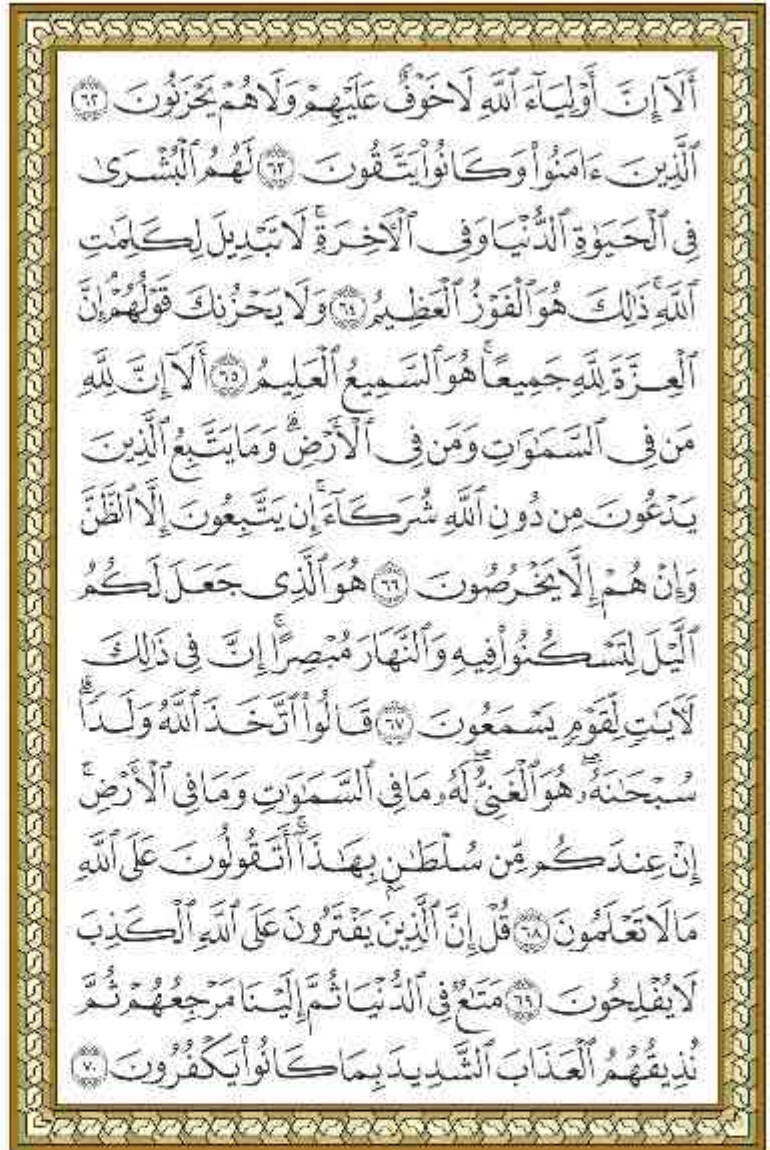 أَلَآ إِنَّ أَوْلِيَآءَ ٱللَّهِ لَا خَوْفٌ عَلَيْهِمْ وَلَا هُمْ يَحْزَنُونَ ٦٢
ٱلَّذِينَ ءَامَنُوا۟ وَكَانُوا۟ يَتَّقُونَ ٦٣ لَهُمُ ٱلْبُشْرَىٰ
فِى ٱلْحَيَوٰةِ ٱلدُّنْيَا وَفِى ٱلْءَاخِرَةِ ۚ لَا تَبْدِيلَ لِكَلِمَٰتِ
ٱللَّهِ ۚ ذَٰلِكَ هُوَ ٱلْفَوْزُ ٱلْعَظِيمُ ٦٤ وَلَا يَحْزُنكَ قَوْلُهُمْ ۘ إِنَّ
ٱلْعِزَّةَ لِلَّهِ جَمِيعًا ۚ هُوَ ٱلسَّمِيعُ ٱلْعَلِيمُ ٦٥ أَلَآ إِنَّ لِلَّهِ
مَن فِى ٱلسَّمَٰوَٰتِ وَمَن فِى ٱلْأَرْضِ ۗ وَمَا يَتَّبِعُ ٱلَّذِينَ
يَدْعُونَ مِن دُونِ ٱللَّهِ شُرَكَآءَ ۚ إِن يَتَّبِعُونَ إِلَّا ٱلظَّنَّ
وَإِنْ هُمْ إِلَّا يَخْرُصُونَ ٦٦ هُوَ ٱلَّذِى جَعَلَ لَكُمُ
ٱلَّيْلَ لِتَسْكُنُوا۟ فِيهِ وَٱلنَّهَارَ مُبْصِرًا ۚ إِنَّ فِى ذَٰلِكَ
لَءَايَٰتٍ لِّقَوْمٍ يَسْمَعُونَ ٦٧ قَالُوا۟ ٱتَّخَذَ ٱللَّهُ وَلَدًا ۗ
سُبْحَٰنَهُۥ ۖ هُوَ ٱلْغَنِىُّ ۖ لَهُۥ مَا فِى ٱلسَّمَٰوَٰتِ وَمَا فِى ٱلْأَرْضِ ۚ
إِنْ عِندَكُم مِّن سُلْطَٰنٍۭ بِهَٰذَآ ۚ أَتَقُولُونَ عَلَى ٱللَّهِ
مَا لَا تَعْلَمُونَ ٦٨ قُلْ إِنَّ ٱلَّذِينَ يَفْتَرُونَ عَلَى ٱللَّهِ ٱلْكَذِبَ
لَا يُفْلِحُونَ ٦٩ مَتَٰعٌ فِى ٱلدُّنْيَا ثُمَّ إِلَيْنَا مَرْجِعُهُمْ ثُمَّ
نُذِيقُهُمُ ٱلْعَذَابَ ٱلشَّدِيدَ بِمَا كَانُوا۟ يَكْفُرُونَ ٧٠